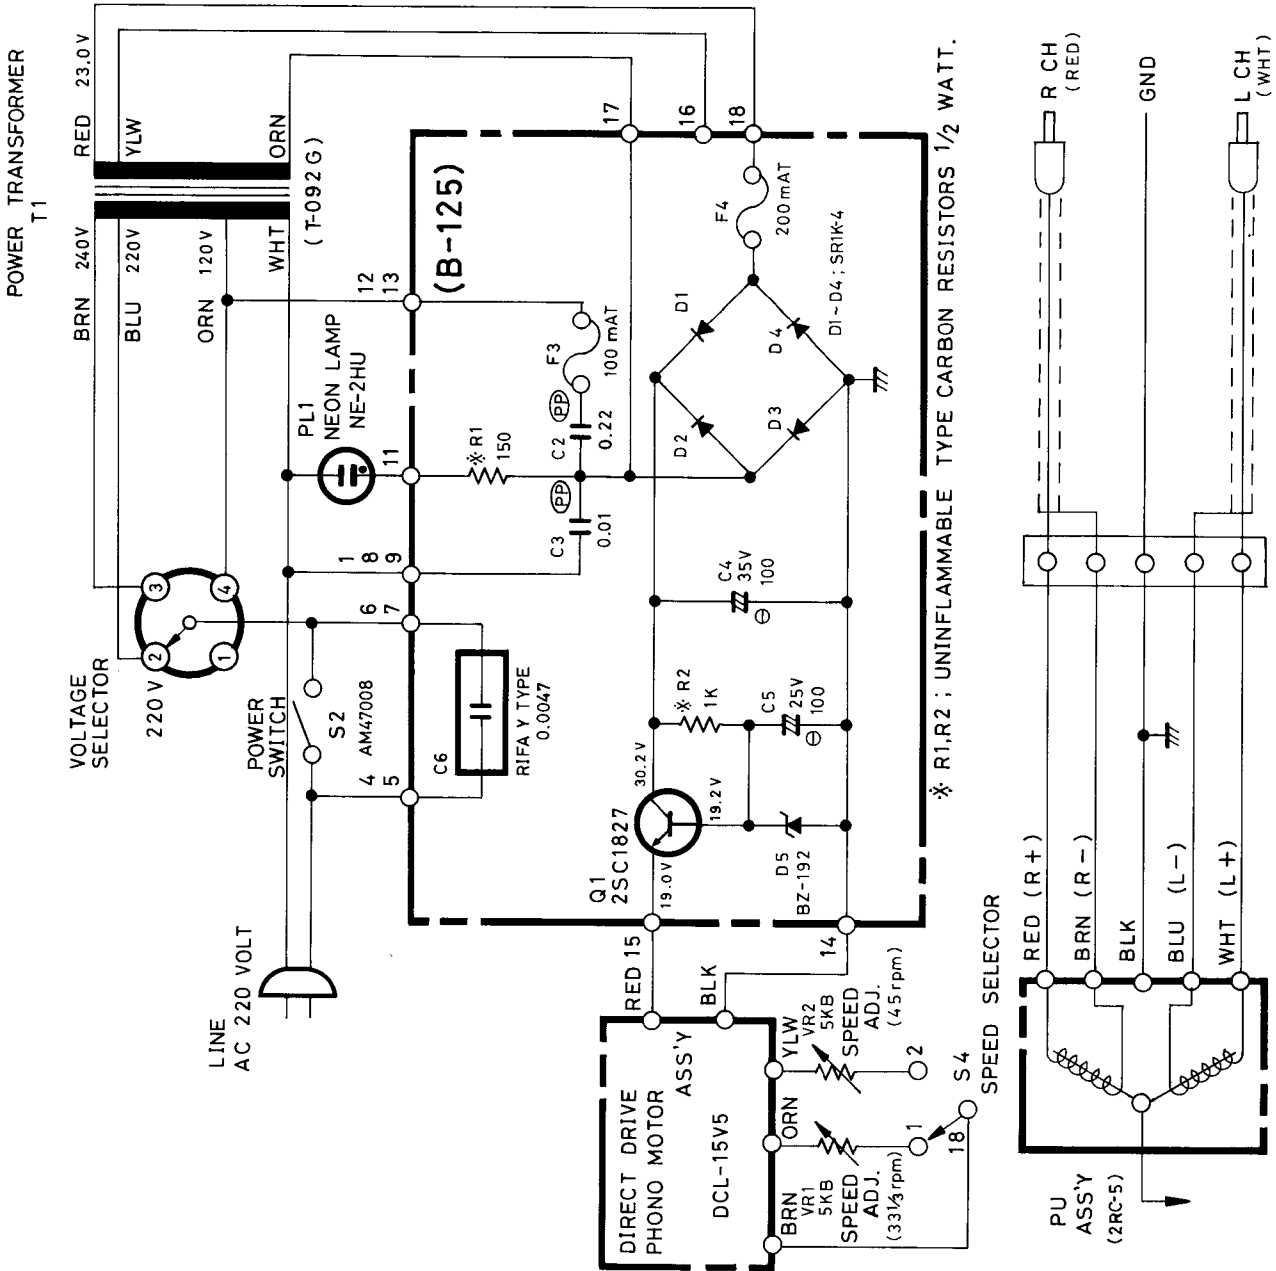 POWER TRANSFORMER
T1
RED 23.0V
YLW
ORN
(T-092G)
BRN 240V
BLU 220V
ORN 120V
WHT
12
13
PL1
NEON LAMP
NE-2HU
11
1
8
9
6
7
4
5
VOLTAGE
SELECTOR
220 V
1
2
3
4
POWER
SWITCH
S2
AM47008
LINE
AC 220 VOLT
(B-125)
17
16
18
F4
200mAT
F3
100 mAT
PP
C2
0.22
PP
C3
0.01
※R1
150
D1
D2
D3
D4
D1~D4; SR1K-4
C6
RIFA Y TYPE
0.0047
C4
35V
100
⊖
※ R2
1K
C5
25V
100
⊖
30.2V
19.2V
19.0V
Q1
2SC1827
D5
BZ-192
※ R1,R2 ; UNINFLAMMABLE TYPE CARBON RESISTORS 1/2 WATT.
RED 15
BLK
14
DIRECT DRIVE
PHONO MOTOR
ASS'Y
DCL-15V5
YLW
VR2
5KB
SPEED
ADJ.
(45rpm)
2
ORN
1
BRN
VR1
5KB
SPEED
ADJ.
(33⅓rpm)
18
S4
SPEED SELECTOR
R CH
(RED)
GND
L CH
(WHT)
RED (R+)
BRN (R-)
BLK
BLU (L-)
WHT (L+)
PU
ASS'Y
(2RC-5)